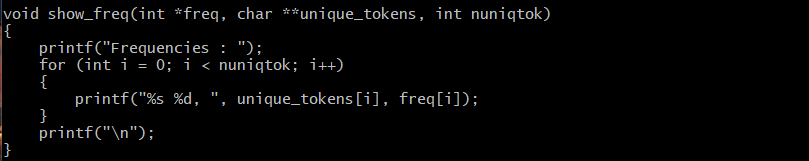 void show_freq(int *freq, char **unique_tokens, int nuniqtok)
{
    printf("Frequencies : ");
    for (int i = 0; i < nuniqtok; i++)
    {
        printf("%s %d, ", unique_tokens[i], freq[i]);
    }
    printf("\n");
}